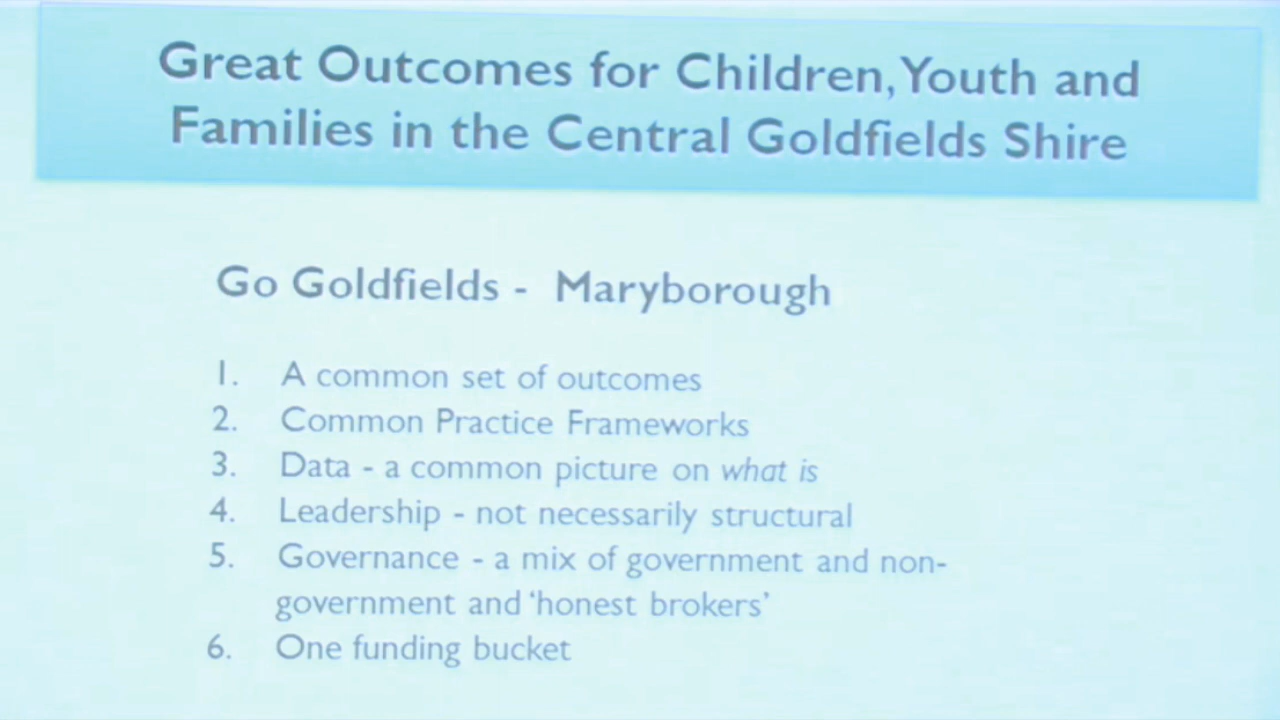 Great Outcomes for Children, Youth and
Families in the Central Goldfields Shire
Go Goldfields - Maryborough
1. A common set of outcomes
2. Common Practice Frameworks
3. Data - a common picture on what is
4. Leadership - not necessarily structural
5. Governance - a mix of government and non-
government and ‘honest brokers’
6. One funding bucket